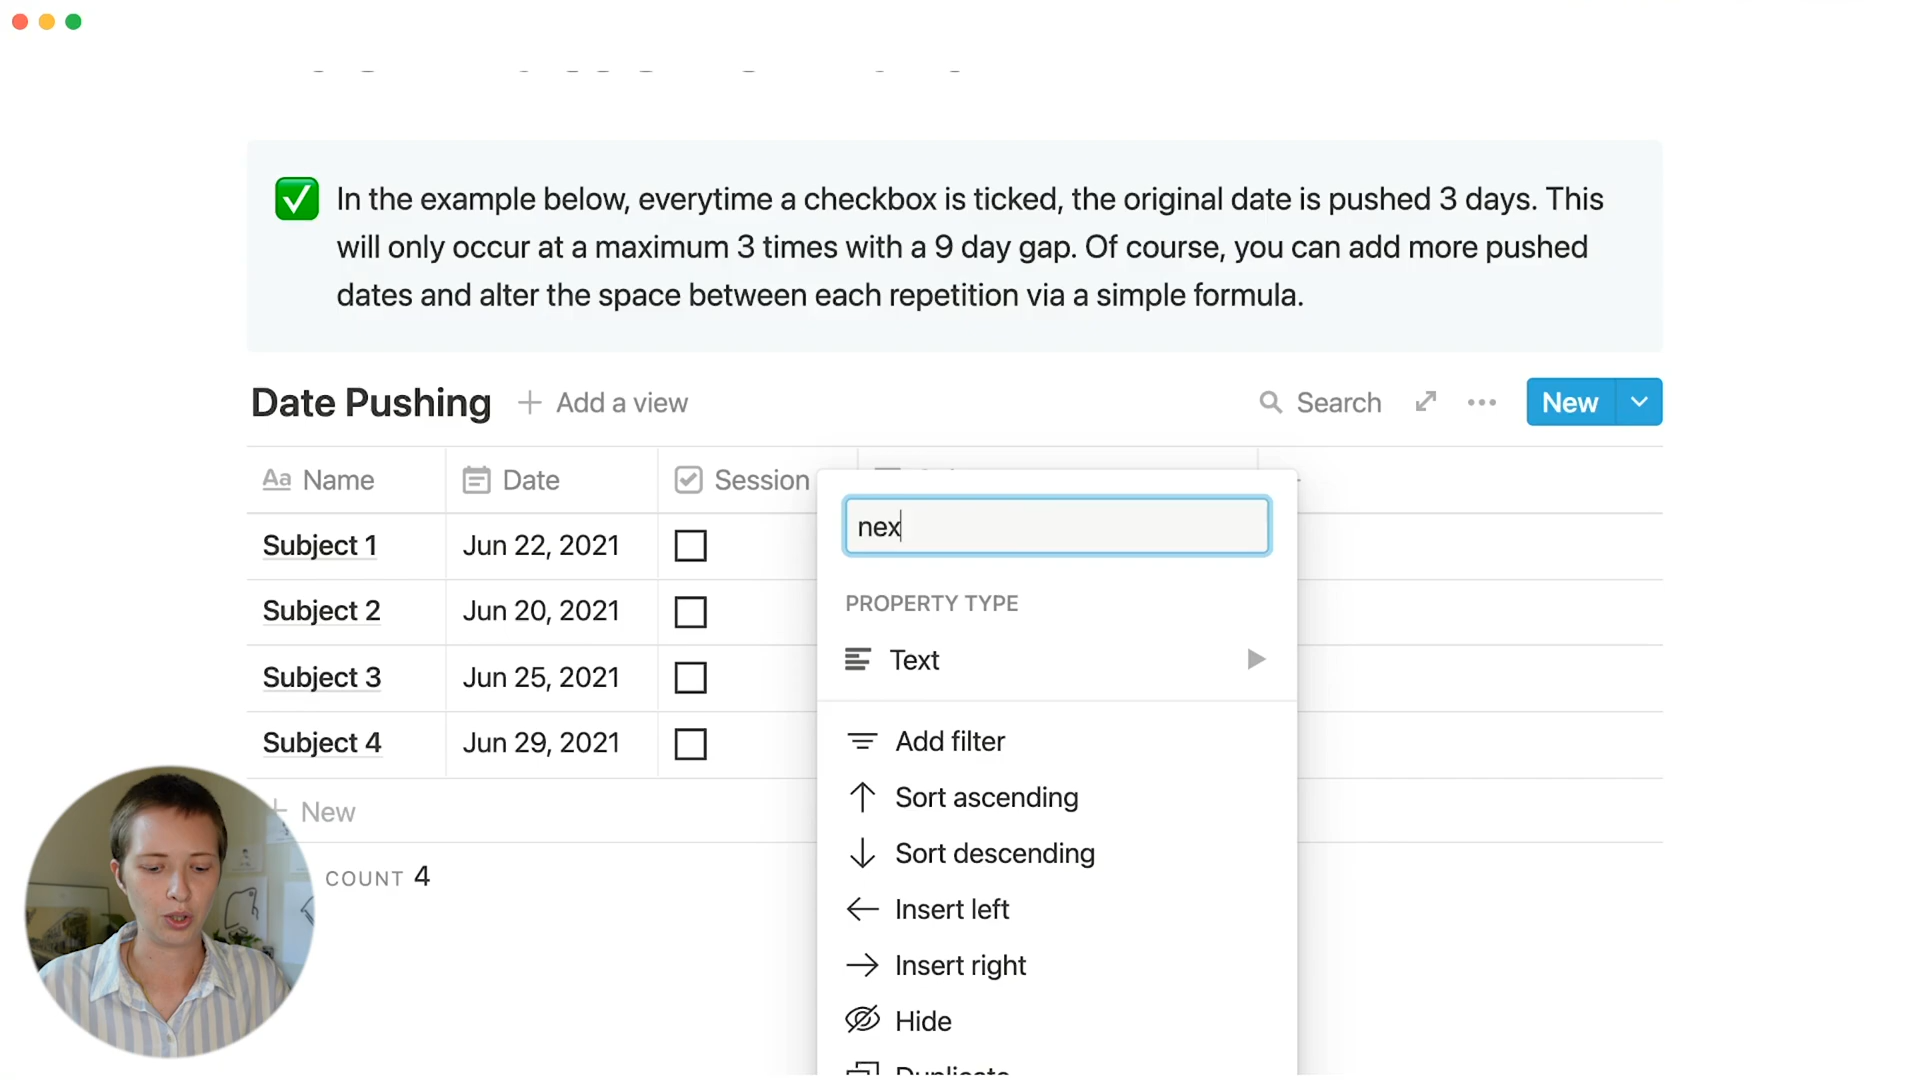 In the example below, everytime a checkbox is ticked, the original date is pushed 3 days. This
will only occur at a maximum 3 times with a 9 day gap. Of course, you can add more pushed
dates and alter the space between each repetition via a simple formula.
Date Pushing Add a view Search New
Aa Name Date Session
nex
Subject 1 Jun 22, 2021
PROPERTY TYPE
Subject 2 Jun 20, 2021
Text
Subject 3 Jun 25, 2021
Subject 4 Jun 29, 2021
Add filter
Sort ascending
New
Sort descending
COUNT 4
Insert left
Insert right
Hide
Duplicate